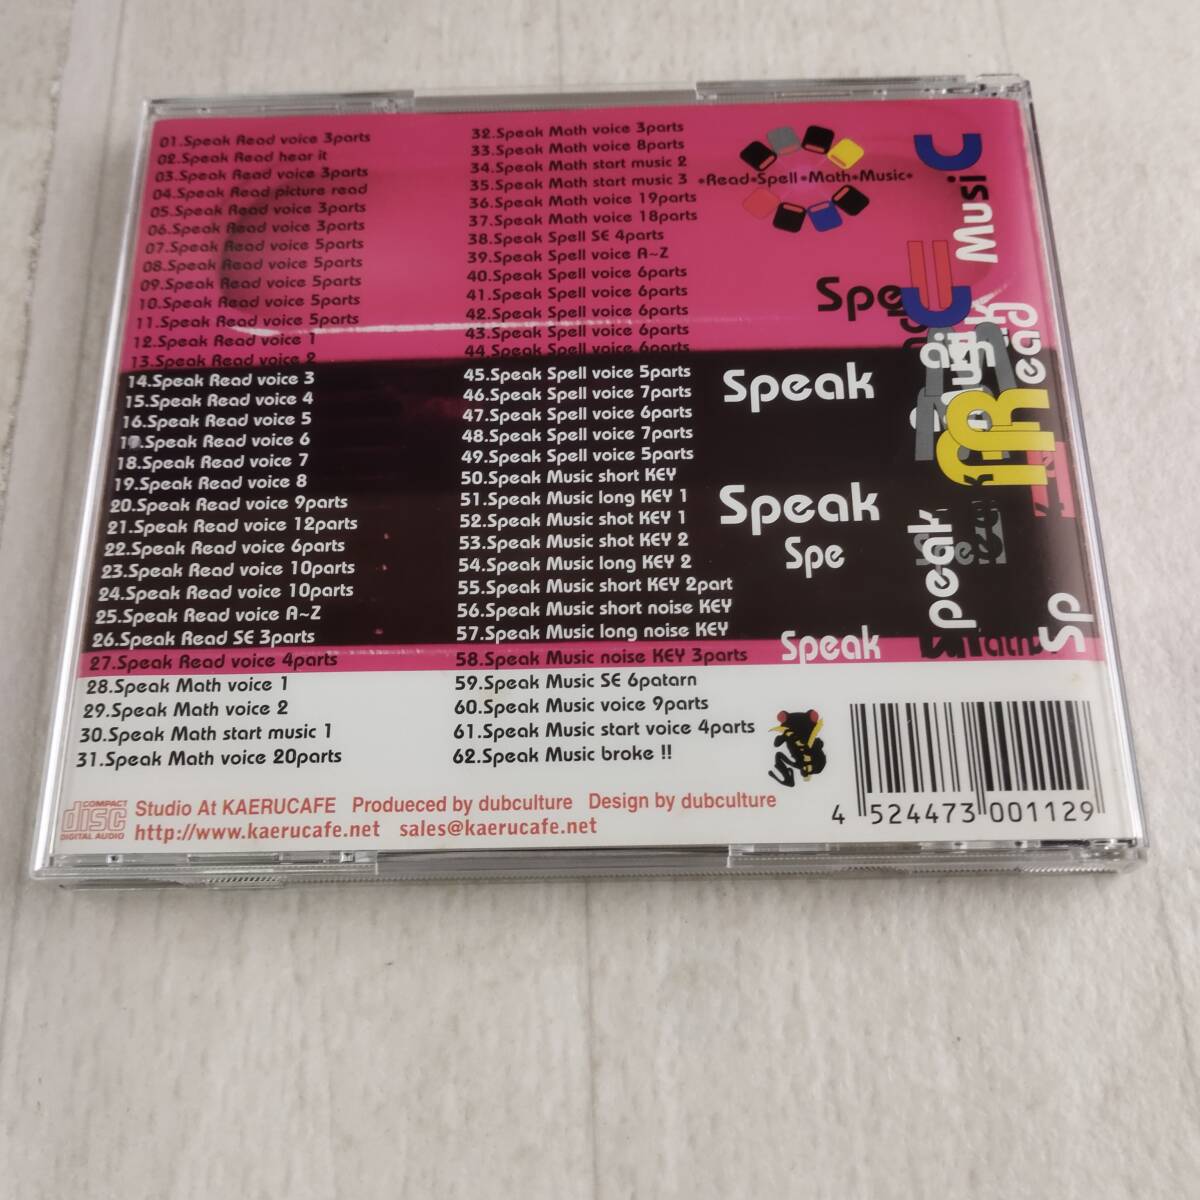 01.Speak Read voice 3parts
02.Speak Read hear it
03.Speak Read voice 3parts
04.Speak Read picture read
05.Speak Read voice 3parts
06.Speak Read voice 3parts
07.Speak Read voice 5parts
08.Speak Read voice 5parts
09.Speak Read voice 5parts
10.Speak Read voice 5parts
11.Speak Read voice 5parts
12.Speak Read voice 1
13.Speak Read voice 2
14.Speak Read voice 3
15.Speak Read voice 4
16.Speak Read voice 5
17.Speak Read voice 6
18.Speak Read voice 7
19.Speak Read voice 8
20.Speak Read voice 9parts
21.Speak Read voice 12parts
22.Speak Read voice 6parts
23.Speak Read voice 10parts
24.Speak Read voice 10parts
25.Speak Read voice A~Z
26.Speak Read SE 3parts
27.Speak Read voice 4parts
28.Speak Math voice 1
29.Speak Math voice 2
30.Speak Math start music 1
31.Speak Math voice 20parts
32.Speak Math voice 3parts
33.Speak Math voice 8parts
34.Speak Math start music 2
35.Speak Math start music 3
36.Speak Math voice 19parts
37.Speak Math voice 18parts
38.Speak Spell SE 4parts
39.Speak Spell voice A~Z
40.Speak Spell voice 6parts
41.Speak Spell voice 6parts
42.Speak Spell voice 6parts
43.Speak Spell voice 6parts
44.Speak Spell voice 6parts
45.Speak Spell voice 5parts
46.Speak Spell voice 7parts
47.Speak Spell voice 6parts
48.Speak Spell voice 7parts
49.Speak Spell voice 5parts
50.Speak Music short KEY
51.Speak Music long KEY 1
52.Speak Music shot KEY 1
53.Speak Music shot KEY 2
54.Speak Music long KEY 2
55.Speak Music short KEY 2part
56.Speak Music short noise KEY
57.Speak Music long noise KEY
58.Speak Music noise KEY 3parts
59.Speak Music SE 6patarn
60.Speak Music voice 9parts
61.Speak Music start voice 4parts
62.Speak Music broke !!
•Read•Spell•Math•Music•
MusiC
Spe
Speak
Speak
Spe
Speak
Read
Speak
Sp
COMPACT
disc
DIGITAL AUDIO
Studio At KAERUCAFE Produeced by dubculture Design by dubculture
http://www.kaerucafe.net sales@kaerucafe.net
4 524473 001129